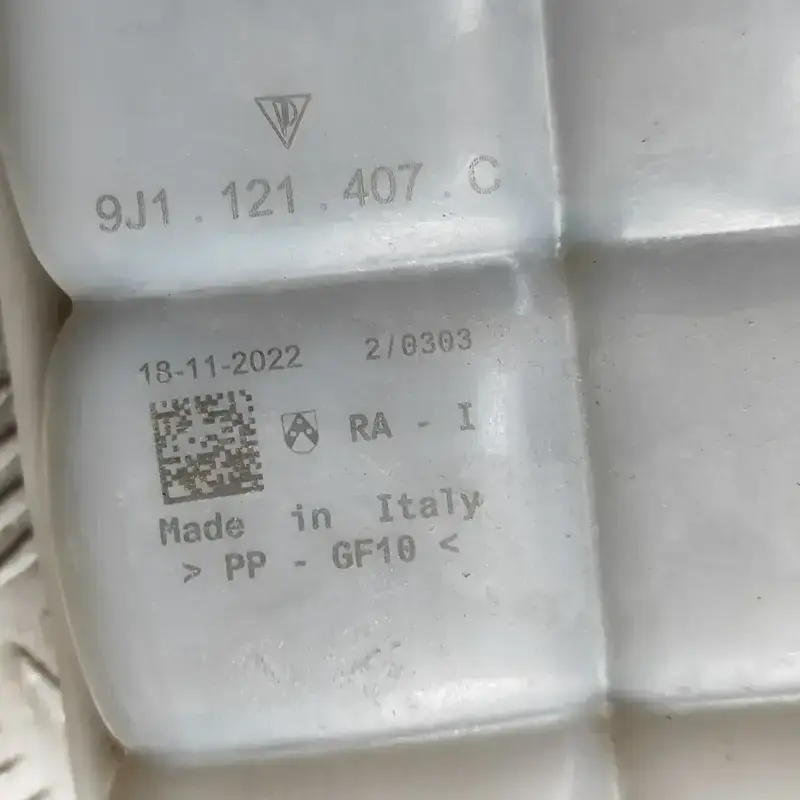 9J1 . 121 . 407 . C
18-11-2022 2/0303
RA - I
Made in Italy
> PP - GF10 <